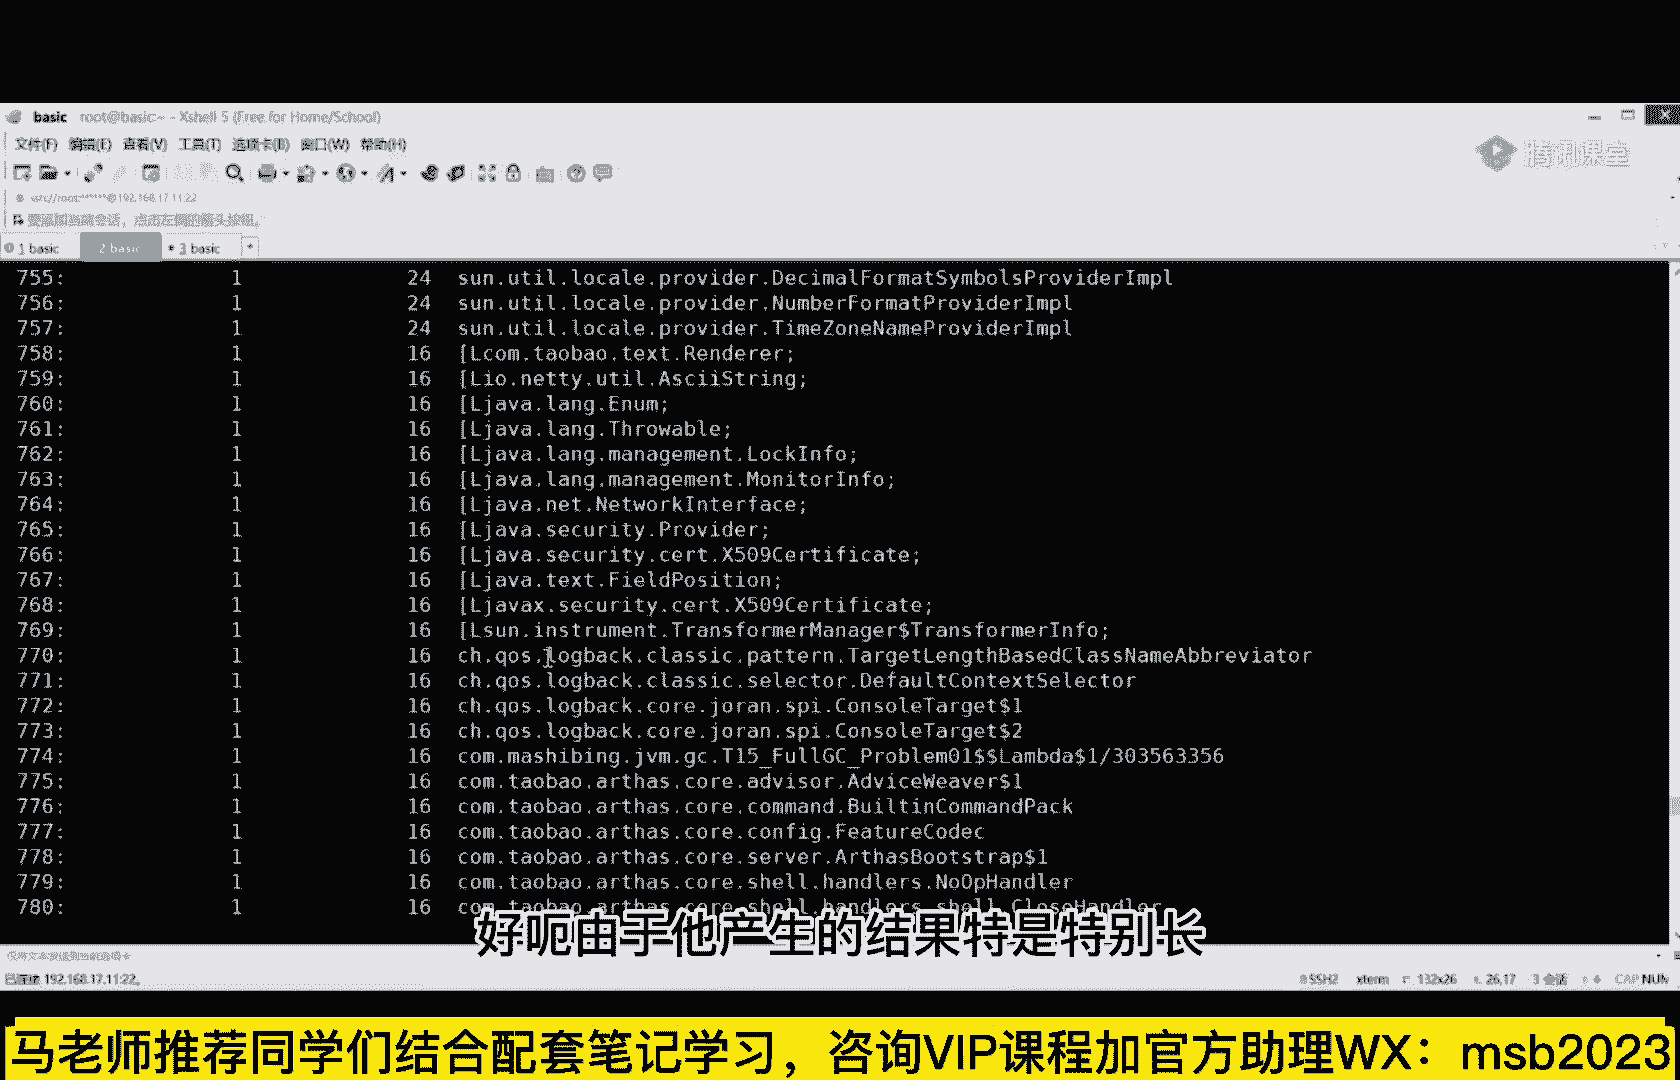 basic root@basic:~ - Xshell 5 (Free for Home/School)
文件(F) 编辑(E) 查看(V) 工具(T) 选项卡(B) 窗口(W) 帮助(H)
腾讯课堂
ssh://root:******@192.168.17.11:22
要添加当前会话，点击左侧的箭头按钮。
1 basic 2 basic 3 basic
755: 1 24 sun.util.locale.provider.DecimalFormatSymbolsProviderImpl
756: 1 24 sun.util.locale.provider.NumberFormatProviderImpl
757: 1 24 sun.util.locale.provider.TimeZoneNameProviderImpl
758: 1 16 [Lcom.taobao.text.Renderer;
759: 1 16 [Lio.netty.util.AsciiString;
760: 1 16 [Ljava.lang.Enum;
761: 1 16 [Ljava.lang.Throwable;
762: 1 16 [Ljava.lang.management.LockInfo;
763: 1 16 [Ljava.lang.management.MonitorInfo;
764: 1 16 [Ljava.net.NetworkInterface;
765: 1 16 [Ljava.security.Provider;
766: 1 16 [Ljava.security.cert.X509Certificate;
767: 1 16 [Ljava.text.FieldPosition;
768: 1 16 [Ljavax.security.cert.X509Certificate;
769: 1 16 [Lsun.instrument.TransformerManager$TransformerInfo;
770: 1 16 ch.qos.logback.classic.pattern.TargetLengthBasedClassNameAbbreviator
771: 1 16 ch.qos.logback.classic.selector.DefaultContextSelector
772: 1 16 ch.qos.logback.core.joran.spi.ConsoleTarget$1
773: 1 16 ch.qos.logback.core.joran.spi.ConsoleTarget$2
774: 1 16 com.mashibing.jvm.gc.T15_FullGC_Problem01$$Lambda$1/303563356
775: 1 16 com.taobao.arthas.core.advisor.AdviceWeaver$1
776: 1 16 com.taobao.arthas.core.command.BuiltinCommandPack
777: 1 16 com.taobao.arthas.core.config.FeatureCodec
778: 1 16 com.taobao.arthas.core.server.ArthasBootstrap$1
779: 1 16 com.taobao.arthas.core.shell.handlers.NoOpHandler
780: 1 16 com.taobao.arthas.core.shell.handlers.shell.CloseHandler
好呃由于他产生的结果特是特别长
仅将文本发送到当前选项卡
已连接 192.168.17.11:22。 SSH2 xterm 132x26 26,17 3 会话 CAP NUM
马老师推荐同学们结合配套笔记学习，咨询VIP课程加官方助理WX：msb2023